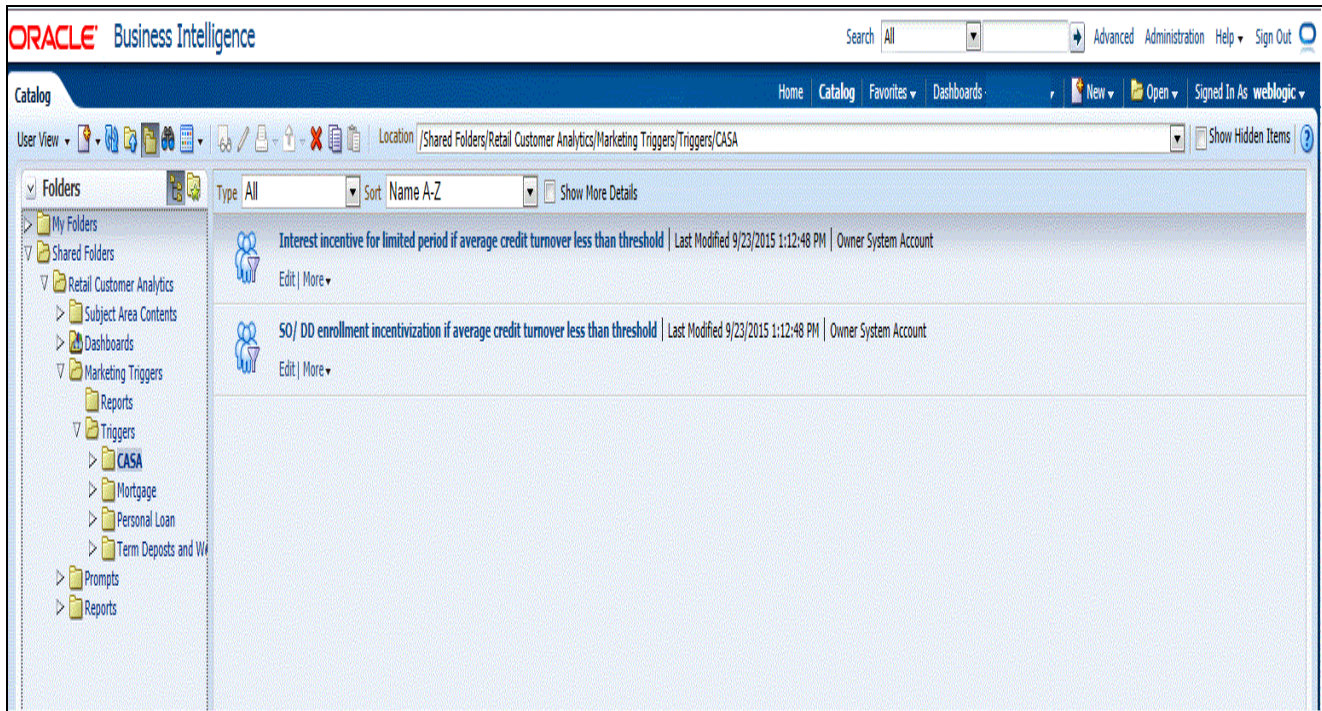 ORACLE Business Intelligence
Search All Advanced Administration Help Sign Out
Catalog
Home Catalog Favorites Dashboards New Open Signed In As weblogic
User View Location /Shared Folders/Retail Customer Analytics/Marketing Triggers/Triggers/CASA Show Hidden Items ?
Folders
Type All Sort Name A-Z Show More Details
My Folders
Shared Folders
Retail Customer Analytics
Subject Area Contents
Dashboards
Marketing Triggers
Reports
Triggers
CASA
Mortgage
Personal Loan
Term Deposts and We
Prompts
Reports
Interest incentive for limited period if average credit turnover less than threshold | Last Modified 9/23/2015 1:12:48 PM | Owner System Account
Edit | More
SO/ DD enrollment incentivization if average credit turnover less than threshold | Last Modified 9/23/2015 1:12:48 PM | Owner System Account
Edit | More